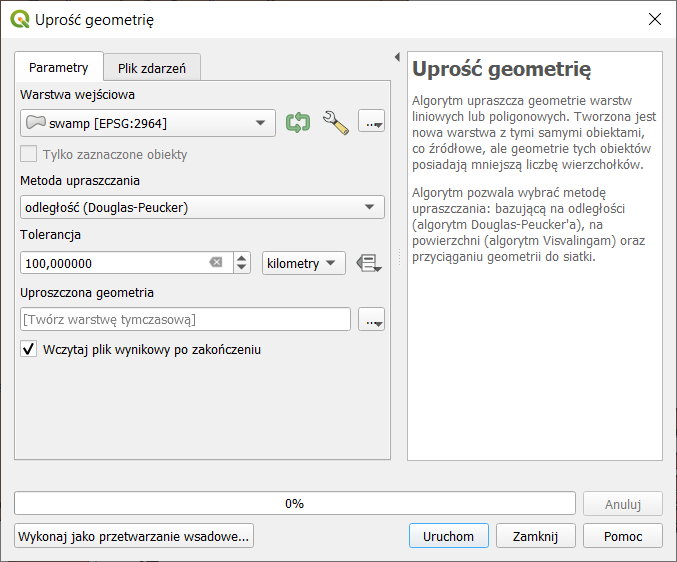 Uprość geometrię
Parametry
Plik zdarzeń
Warstwa wejściowa
swamp [EPSG:2964]
...
Tylko zaznaczone obiekty
Metoda upraszczania
odległość (Douglas-Peucker)
Tolerancja
100,000000
kilometry
Uproszczona geometria
[Twórz warstwę tymczasową]
...
Wczytaj plik wynikowy po zakończeniu
Uprość geometrię
Algorytm upraszcza geometrie warstw
liniowych lub poligonowych. Tworzona jest
nowa warstwa z tymi samymi obiektami,
co źródłowe, ale geometrie tych obiektów
posiadają mniejszą liczbę wierzchołków.
Algorytm pozwala wybrać metodę
upraszczania: bazującą na odległości
(algorytm Douglas-Peucker'a), na
powierzchni (algorytm Visvalingam) oraz
przyciąganiu geometrii do siatki.
0%
Anuluj
Wykonaj jako przetwarzanie wsadowe...
Uruchom
Zamknij
Pomoc